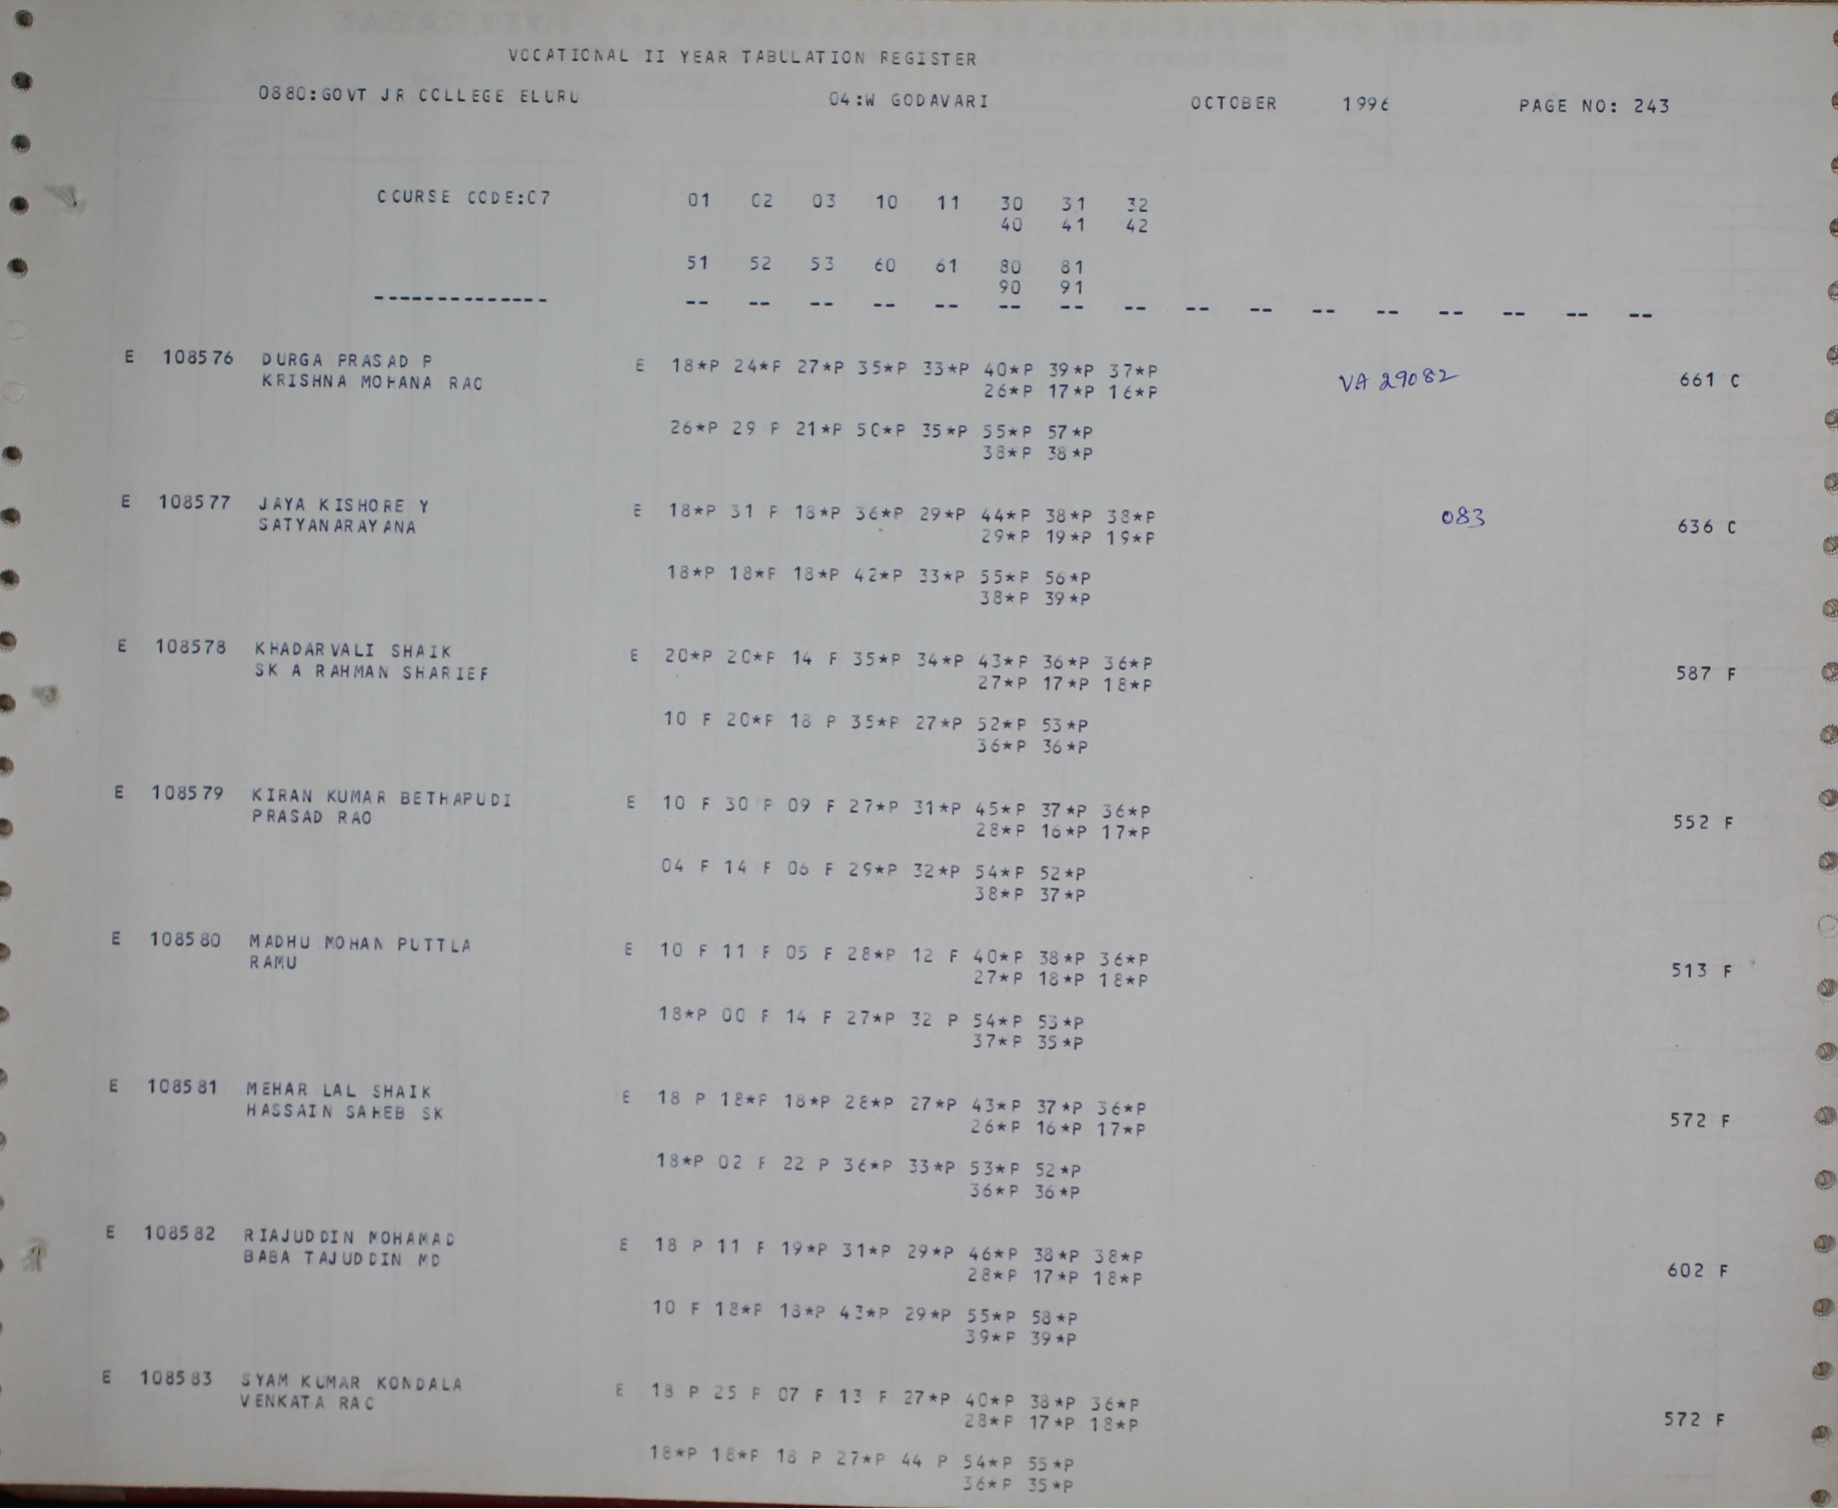 VOCATIONAL II YEAR TABULATION REGISTER
0880:GOVT JR COLLEGE ELURU 04:W GODAVARI OCTOBER 1996 PAGE NO: 243
COURSE CODE:07 01 02 03 10 11 30 31 32
40 41 42
51 52 53 60 61 80 81
90 91
-------------- -- -- -- -- -- -- -- -- -- -- -- -- -- -- -- --
E 108576 DURGA PRASAD P E 18*P 24*P 27*P 35*P 33*P 40*P 39*P 37*P
KRISHNA MOHANA RAO 26*P 17*P 16*P VA 29082 661 C
26*P 29 P 21*P 50*P 35*P 55*P 57*P
38*P 38*P
E 108577 JAYA KISHORE Y E 18*P 31 P 18*P 36*P 29*P 44*P 38*P 38*P 083
SATYANARAYANA 29*P 19*P 19*P 636 C
18*P 18*P 18*P 42*P 33*P 55*P 56*P
38*P 39*P
E 108578 KHADARVALI SHAIK E 20*P 20*P 14 F 35*P 34*P 43*P 36*P 36*P
SK A RAHMAN SHARIEF 27*P 17*P 18*P 587 F
10 F 20*P 18 P 35*P 27*P 52*P 53*P
36*P 36*P
E 108579 KIRAN KUMAR BETHAPUDI E 10 F 30 P 09 F 27*P 31*P 45*P 37*P 36*P
PRASAD RAO 28*P 16*P 17*P 552 F
04 F 14 F 06 F 29*P 32*P 54*P 52*P
38*P 37*P
E 108580 MADHU MOHAN PUTTLA E 10 F 11 F 05 F 28*P 12 F 40*P 38*P 36*P
RAMU 27*P 18*P 18*P 513 F
18*P 00 F 14 F 27*P 32 P 54*P 53*P
37*P 35*P
E 108581 MEHAR LAL SHAIK E 18 P 18*P 18*P 28*P 27*P 43*P 37*P 36*P
HASSAIN SAHEB SK 26*P 16*P 17*P 572 F
18*P 02 F 22 P 36*P 33*P 53*P 52*P
36*P 36*P
E 108582 RIAJUDDIN MOHAMAD E 18 P 11 F 19*P 31*P 29*P 46*P 38*P 38*P
BABA TAJUDDIN MD 28*P 17*P 18*P 602 F
10 F 18*P 18*P 43*P 29*P 55*P 58*P
39*P 39*P
E 108583 SYAM KUMAR KONDALA E 18 P 25 P 07 F 13 F 27*P 40*P 38*P 36*P
VENKATA RAO 28*P 17*P 18*P 572 F
18*P 18*P 18 P 27*P 44 P 54*P 55*P
36*P 35*P